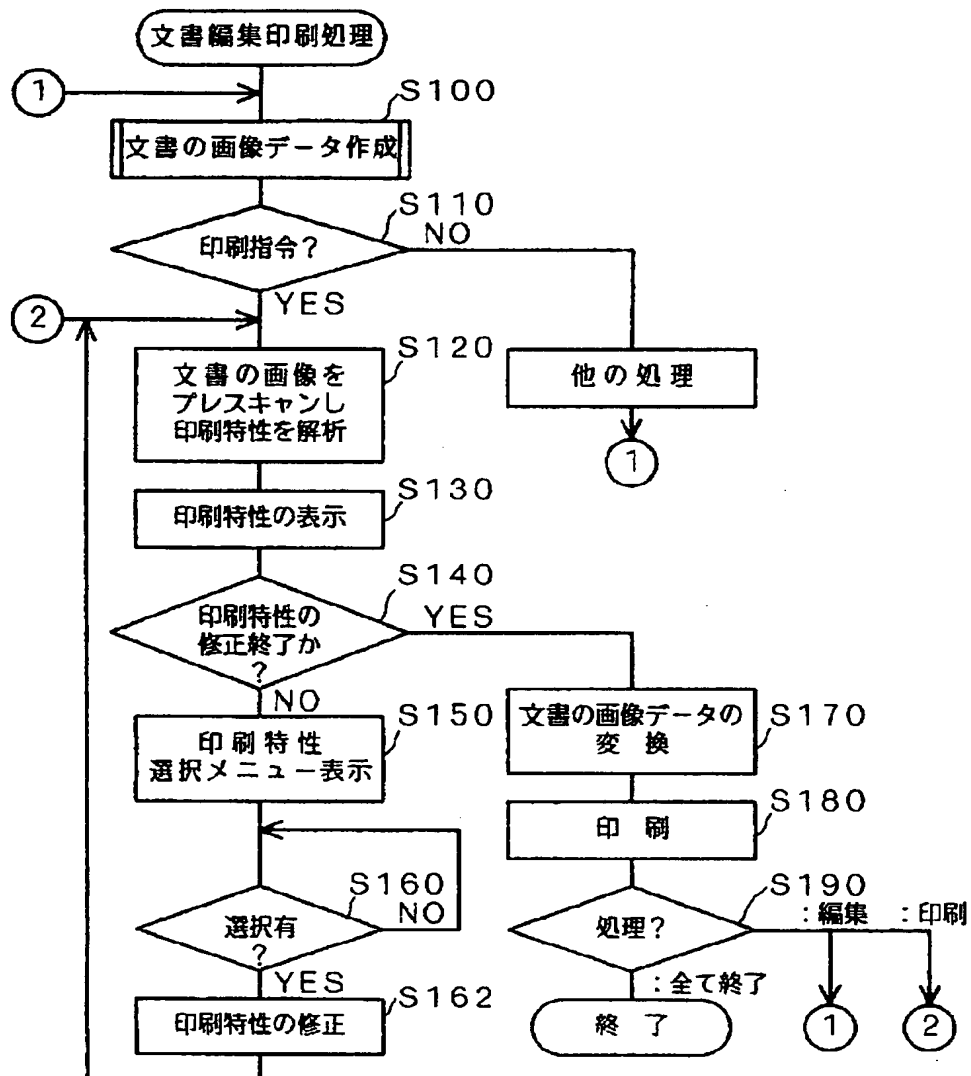 文書編集印刷処理
1
S100
文書の画像データ作成
S110
印刷指令?
NO
YES
2
S120
文書の画像を
プレスキャンし
印刷特性を解析
他の処理
1
S130
印刷特性の表示
S140
印刷特性の
修正終了か
?
YES
NO
S150
印刷特性
選択メニュー表示
文書の画像データの
変換
S170
印刷
S180
S160
選択有
?
NO
YES
S162
印刷特性の修正
S190
処理?
:編集 :印刷
:全て終了
終了
1
2